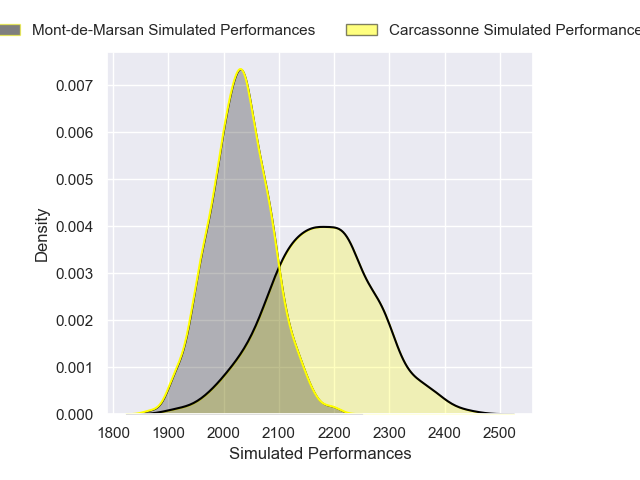 Mont-de-Marsan Simulated Performances Carcassonne Simulated Performance
0.007
0.006
0.005
0.004
0.003
0.002
0.001
0.000
Density
1800 1900 2000 2100 2200 2300 2400 2500
Simulated Performances